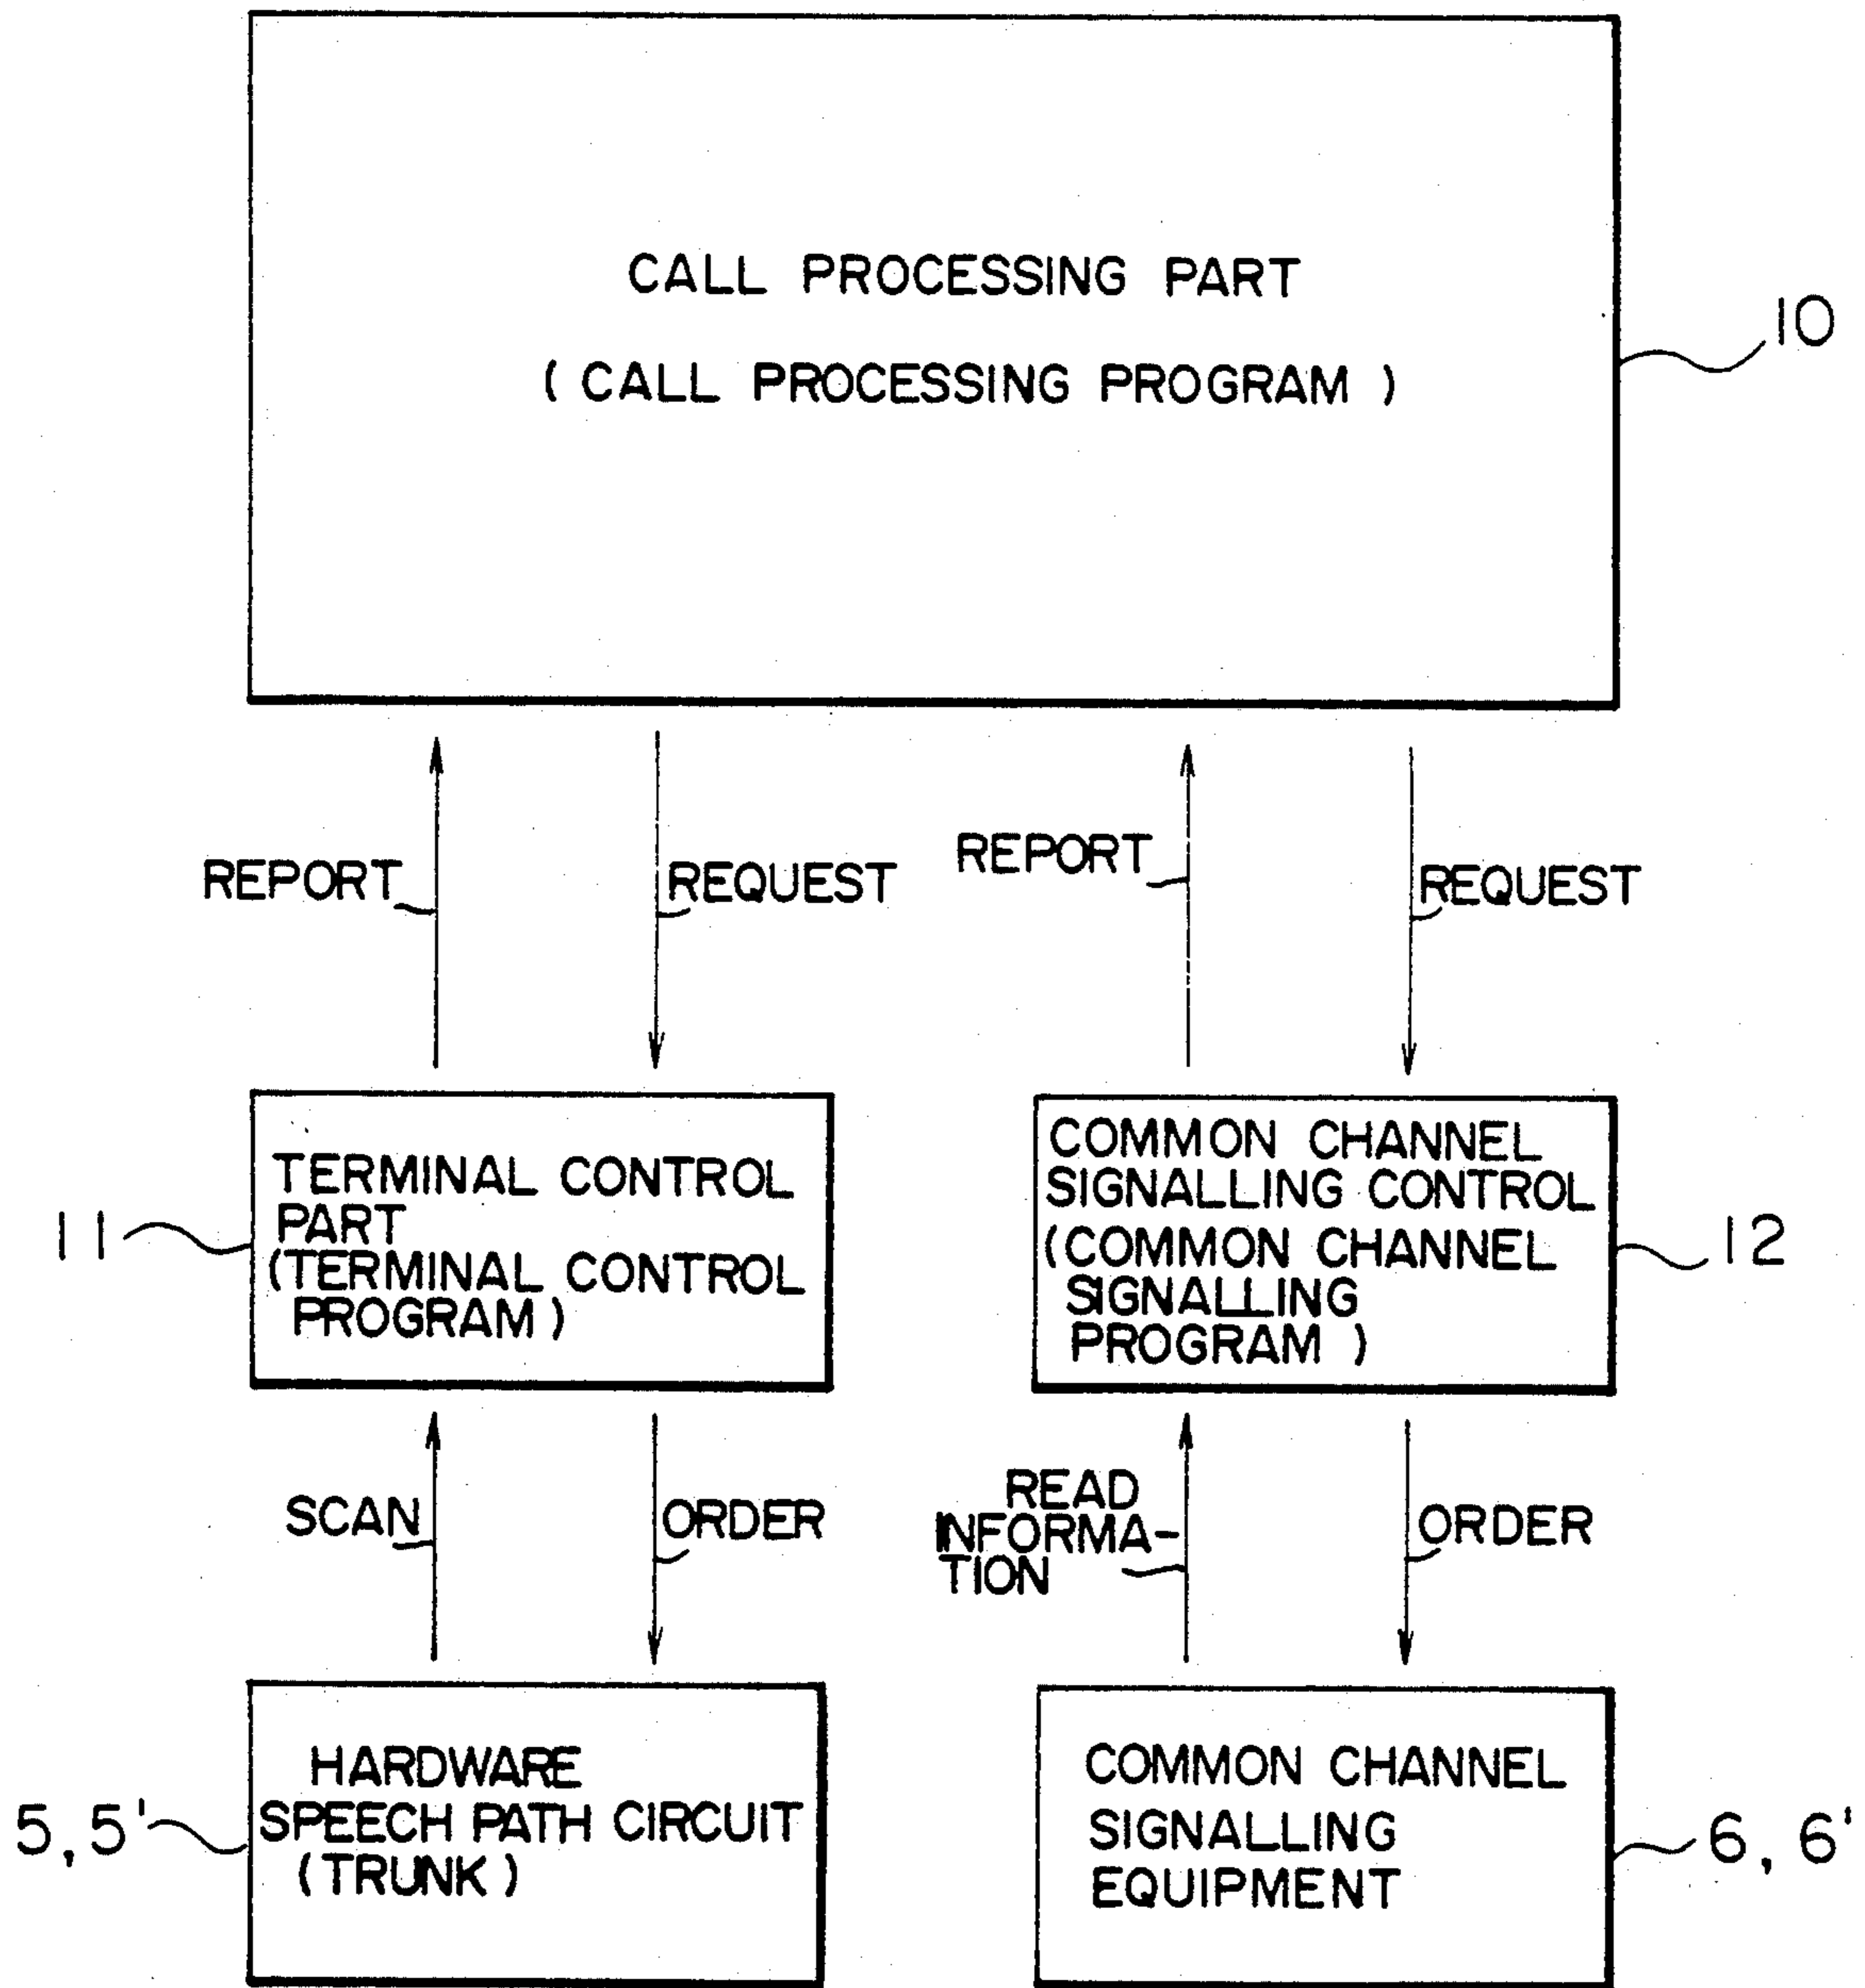 CALL PROCESSING PART
( CALL PROCESSING PROGRAM )
10
REPORT
REQUEST
REPORT
REQUEST
TERMINAL CONTROL
PART
(TERMINAL CONTROL
PROGRAM )
11
COMMON CHANNEL
SIGNALLING CONTROL
(COMMON CHANNEL
SIGNALLING
PROGRAM )
12
SCAN
ORDER
READ
INFORMA-
TION
ORDER
HARDWARE
SPEECH PATH CIRCUIT
(TRUNK )
5, 5'
COMMON CHANNEL
SIGNALLING
EQUIPMENT
6, 6'